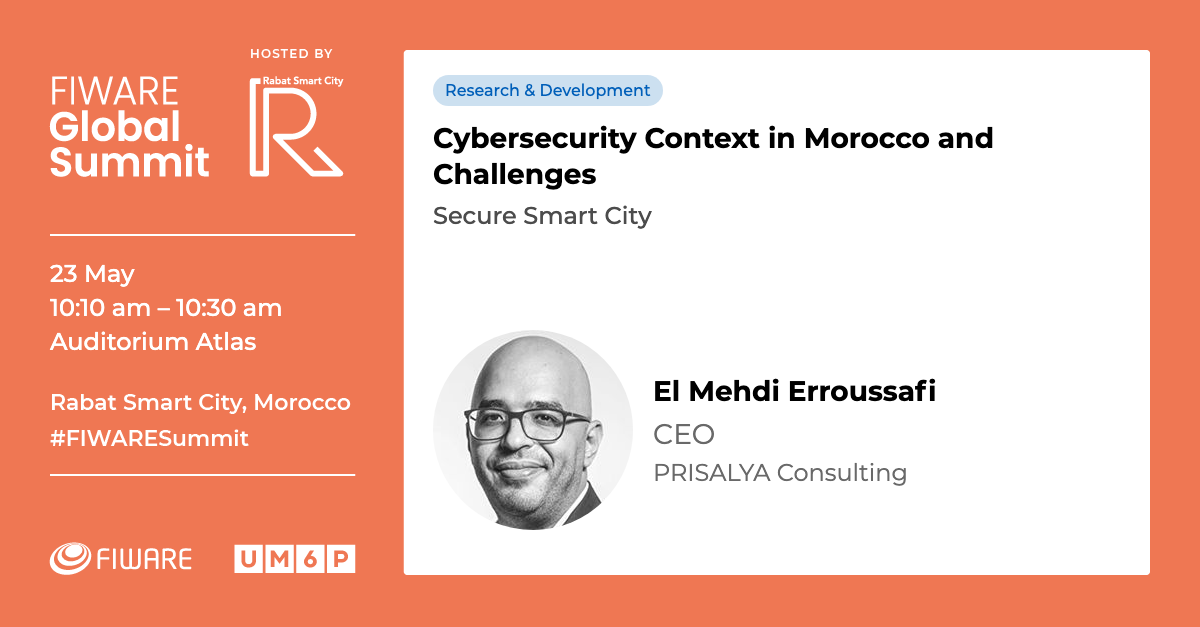 FIWARE
Global
Summit
HOSTED BY
Rabat Smart City
R
23 May
10:10 am – 10:30 am
Auditorium Atlas
Rabat Smart City, Morocco
#FIWARESummit
FIWARE
UM6P
Research & Development
Cybersecurity Context in Morocco and
Challenges
Secure Smart City
El Mehdi Erroussafi
CEO
PRISALYA Consulting